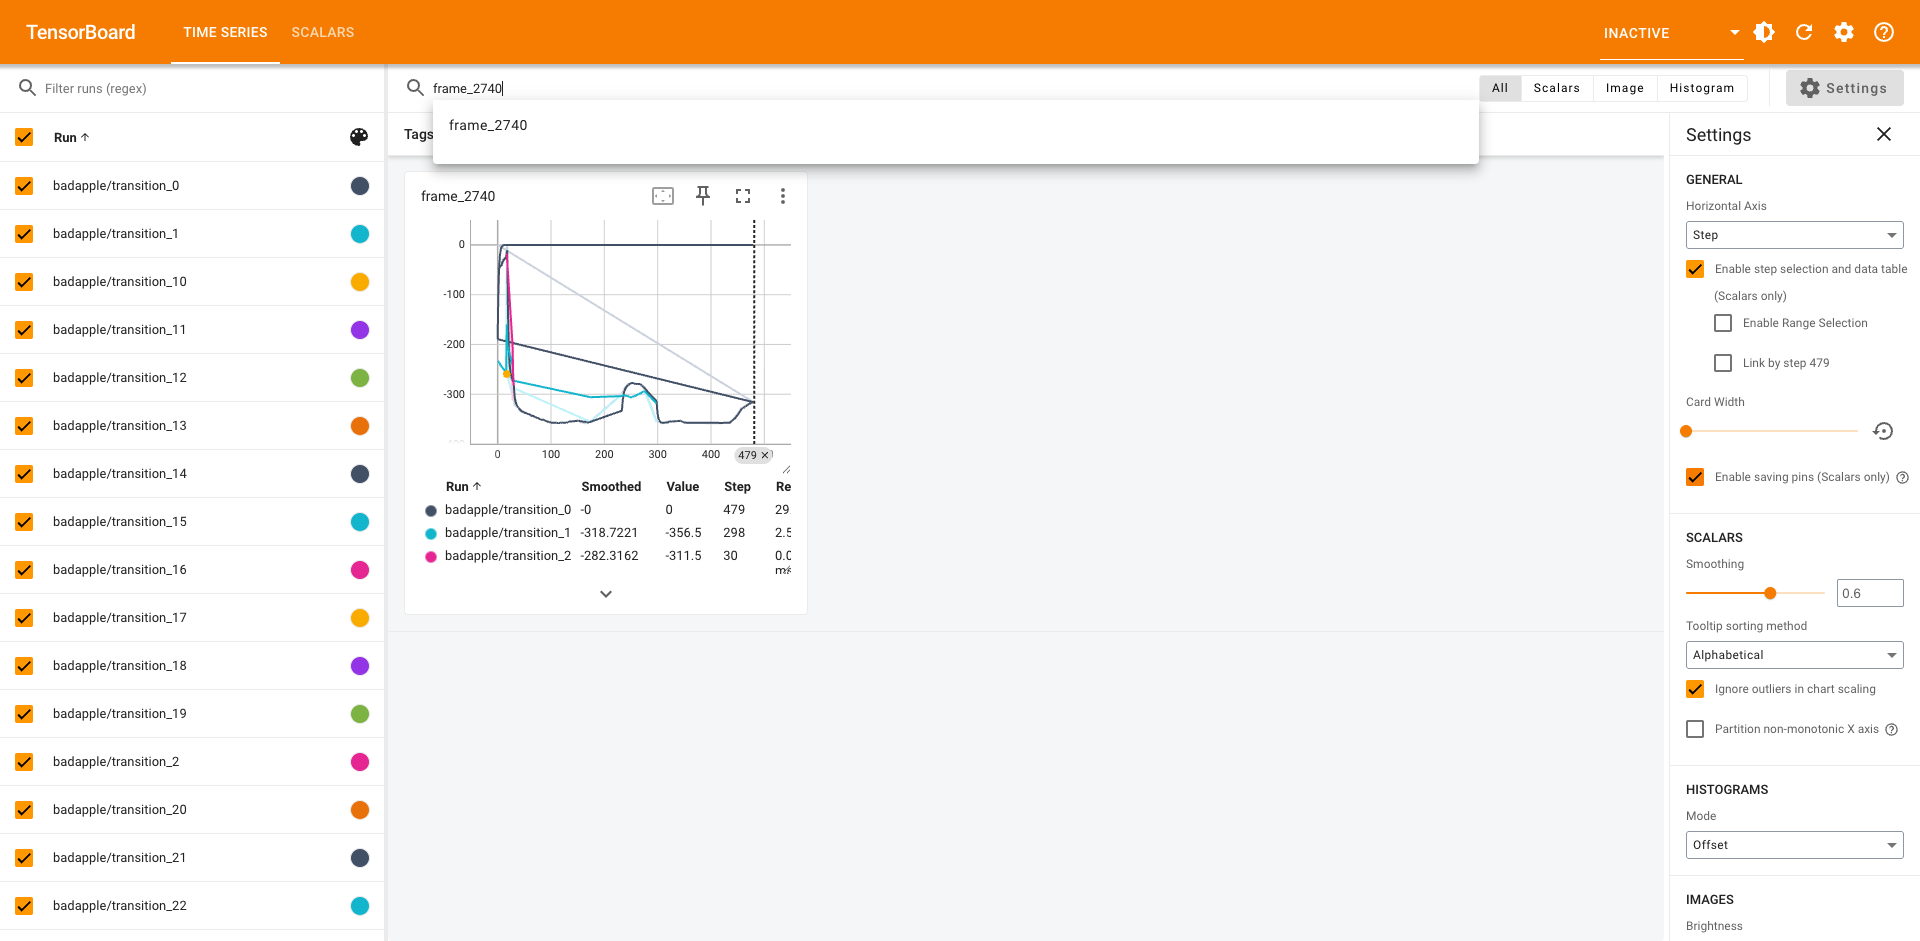 TensorBoard
TIME SERIES
SCALARS
INACTIVE
Filter runs (regex)
frame_2740
All
Scalars
Image
Histogram
Settings
frame_2740
Tags
Run
badapple/transition_0
badapple/transition_1
badapple/transition_10
badapple/transition_11
badapple/transition_12
badapple/transition_13
badapple/transition_14
badapple/transition_15
badapple/transition_16
badapple/transition_17
badapple/transition_18
badapple/transition_19
badapple/transition_2
badapple/transition_20
badapple/transition_21
badapple/transition_22
frame_2740
0
-100
-200
-300
0 100 200 300 400 479
Run Smoothed Value Step Re
badapple/transition_0 -0 0 479 29.
badapple/transition_1 -318.7221 -356.5 298 2.5
badapple/transition_2 -282.3162 -311.5 30 0.0
Settings
GENERAL
Horizontal Axis
Step
Enable step selection and data table
(Scalars only)
Enable Range Selection
Link by step 479
Card Width
Enable saving pins (Scalars only)
SCALARS
Smoothing
0.6
Tooltip sorting method
Alphabetical
Ignore outliers in chart scaling
Partition non-monotonic X axis
HISTOGRAMS
Mode
Offset
IMAGES
Brightness